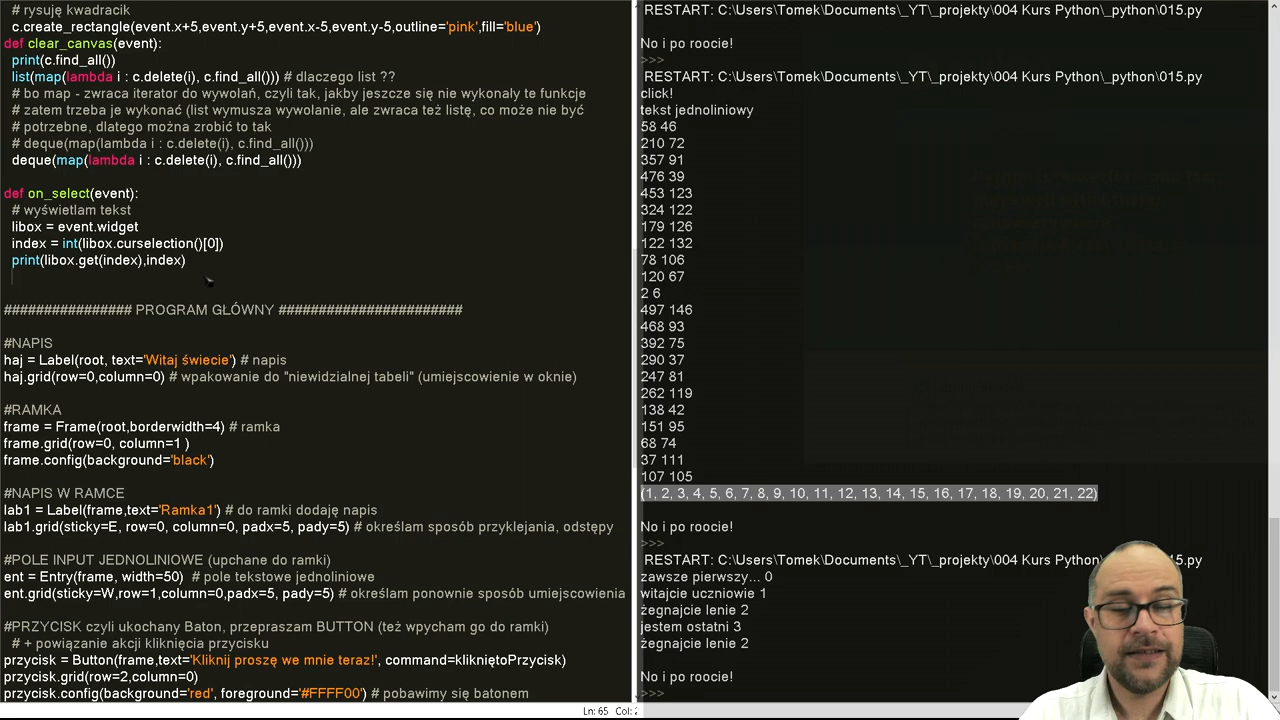 # rysuję kwadracik
c.create_rectangle(event.x+5,event.y+5,event.x-5,event.y-5,outline='pink',fill='blue')
def clear_canvas(event):
print(c.find_all())
list(map(lambda i : c.delete(i), c.find_all())) # dlaczego list ??
# bo map - zwraca iterator do wywołań, czyli tak, jakby jeszcze się nie wykonały te funkcje
# zatem trzeba je wykonać (list wymusza wywołanie, ale zwraca też listę, co może nie być
# potrzebne, dlatego można zrobić to tak
# deque(map(lambda i : c.delete(i), c.find_all()))
deque(map(lambda i : c.delete(i), c.find_all()))
def on_select(event):
# wyświetlam tekst
libox = event.widget
index = int(libox.curselection()[0])
print(libox.get(index),index)
################ PROGRAM GŁÓWNY #######################
#NAPIS
haj = Label(root, text='Witaj świecie') # napis
haj.grid(row=0,column=0) # wpakowanie do "niewidzialnej tabeli" (umiejscowienie w oknie)
#RAMKA
frame = Frame(root,borderwidth=4) # ramka
frame.grid(row=0, column=1 )
frame.config(background='black')
#NAPIS W RAMCE
lab1 = Label(frame,text='Ramka1') # do ramki dodaję napis
lab1.grid(sticky=E, row=0, column=0, padx=5, pady=5) # określam sposób przyklejania, odstępy
#POLE INPUT JEDNOLINIOWE (upchane do ramki)
ent = Entry(frame, width=50)  # pole tekstowe jednoliniowe
ent.grid(sticky=W,row=1,column=0,padx=5, pady=5) # określam ponownie sposób umiejscowienia
#PRZYCISK czyli ukochany Baton, przepraszam BUTTON (też wpycham go do ramki)
# + powiązanie akcji kliknięcia przycisku
przycisk = Button(frame,text='Kliknij proszę we mnie teraz!', command=kliknietoPrzycisk)
przycisk.grid(row=2,column=0)
przycisk.config(background='red', foreground='#FFFF00') # pobawimy się batonem
Ln: 65 Col: 2
RESTART: C:\Users\Tomek\Documents\_YT\_projekty\004 Kurs Python\_python\015.py
No i po roocie!
>>>
RESTART: C:\Users\Tomek\Documents\_YT\_projekty\004 Kurs Python\_python\015.py
click!
tekst jednoliniowy
58 46
210 72
357 91
476 39
453 123
324 122
179 126
122 132
78 106
120 67
2 6
497 146
468 93
392 75
290 37
247 81
262 119
138 42
151 95
68 74
37 111
107 105
(1, 2, 3, 4, 5, 6, 7, 8, 9, 10, 11, 12, 13, 14, 15, 16, 17, 18, 19, 20, 21, 22)
No i po roocie!
>>>
RESTART: C:\Users\Tomek\Documents\_YT\_projekty\004 Kurs Python\_python\015.py
zawsze pierwszy... 0
witajcie uczniowie 1
żegnajcie lenie 2
jestem ostatni 3
żegnajcie lenie 2
No i po roocie!
>>>